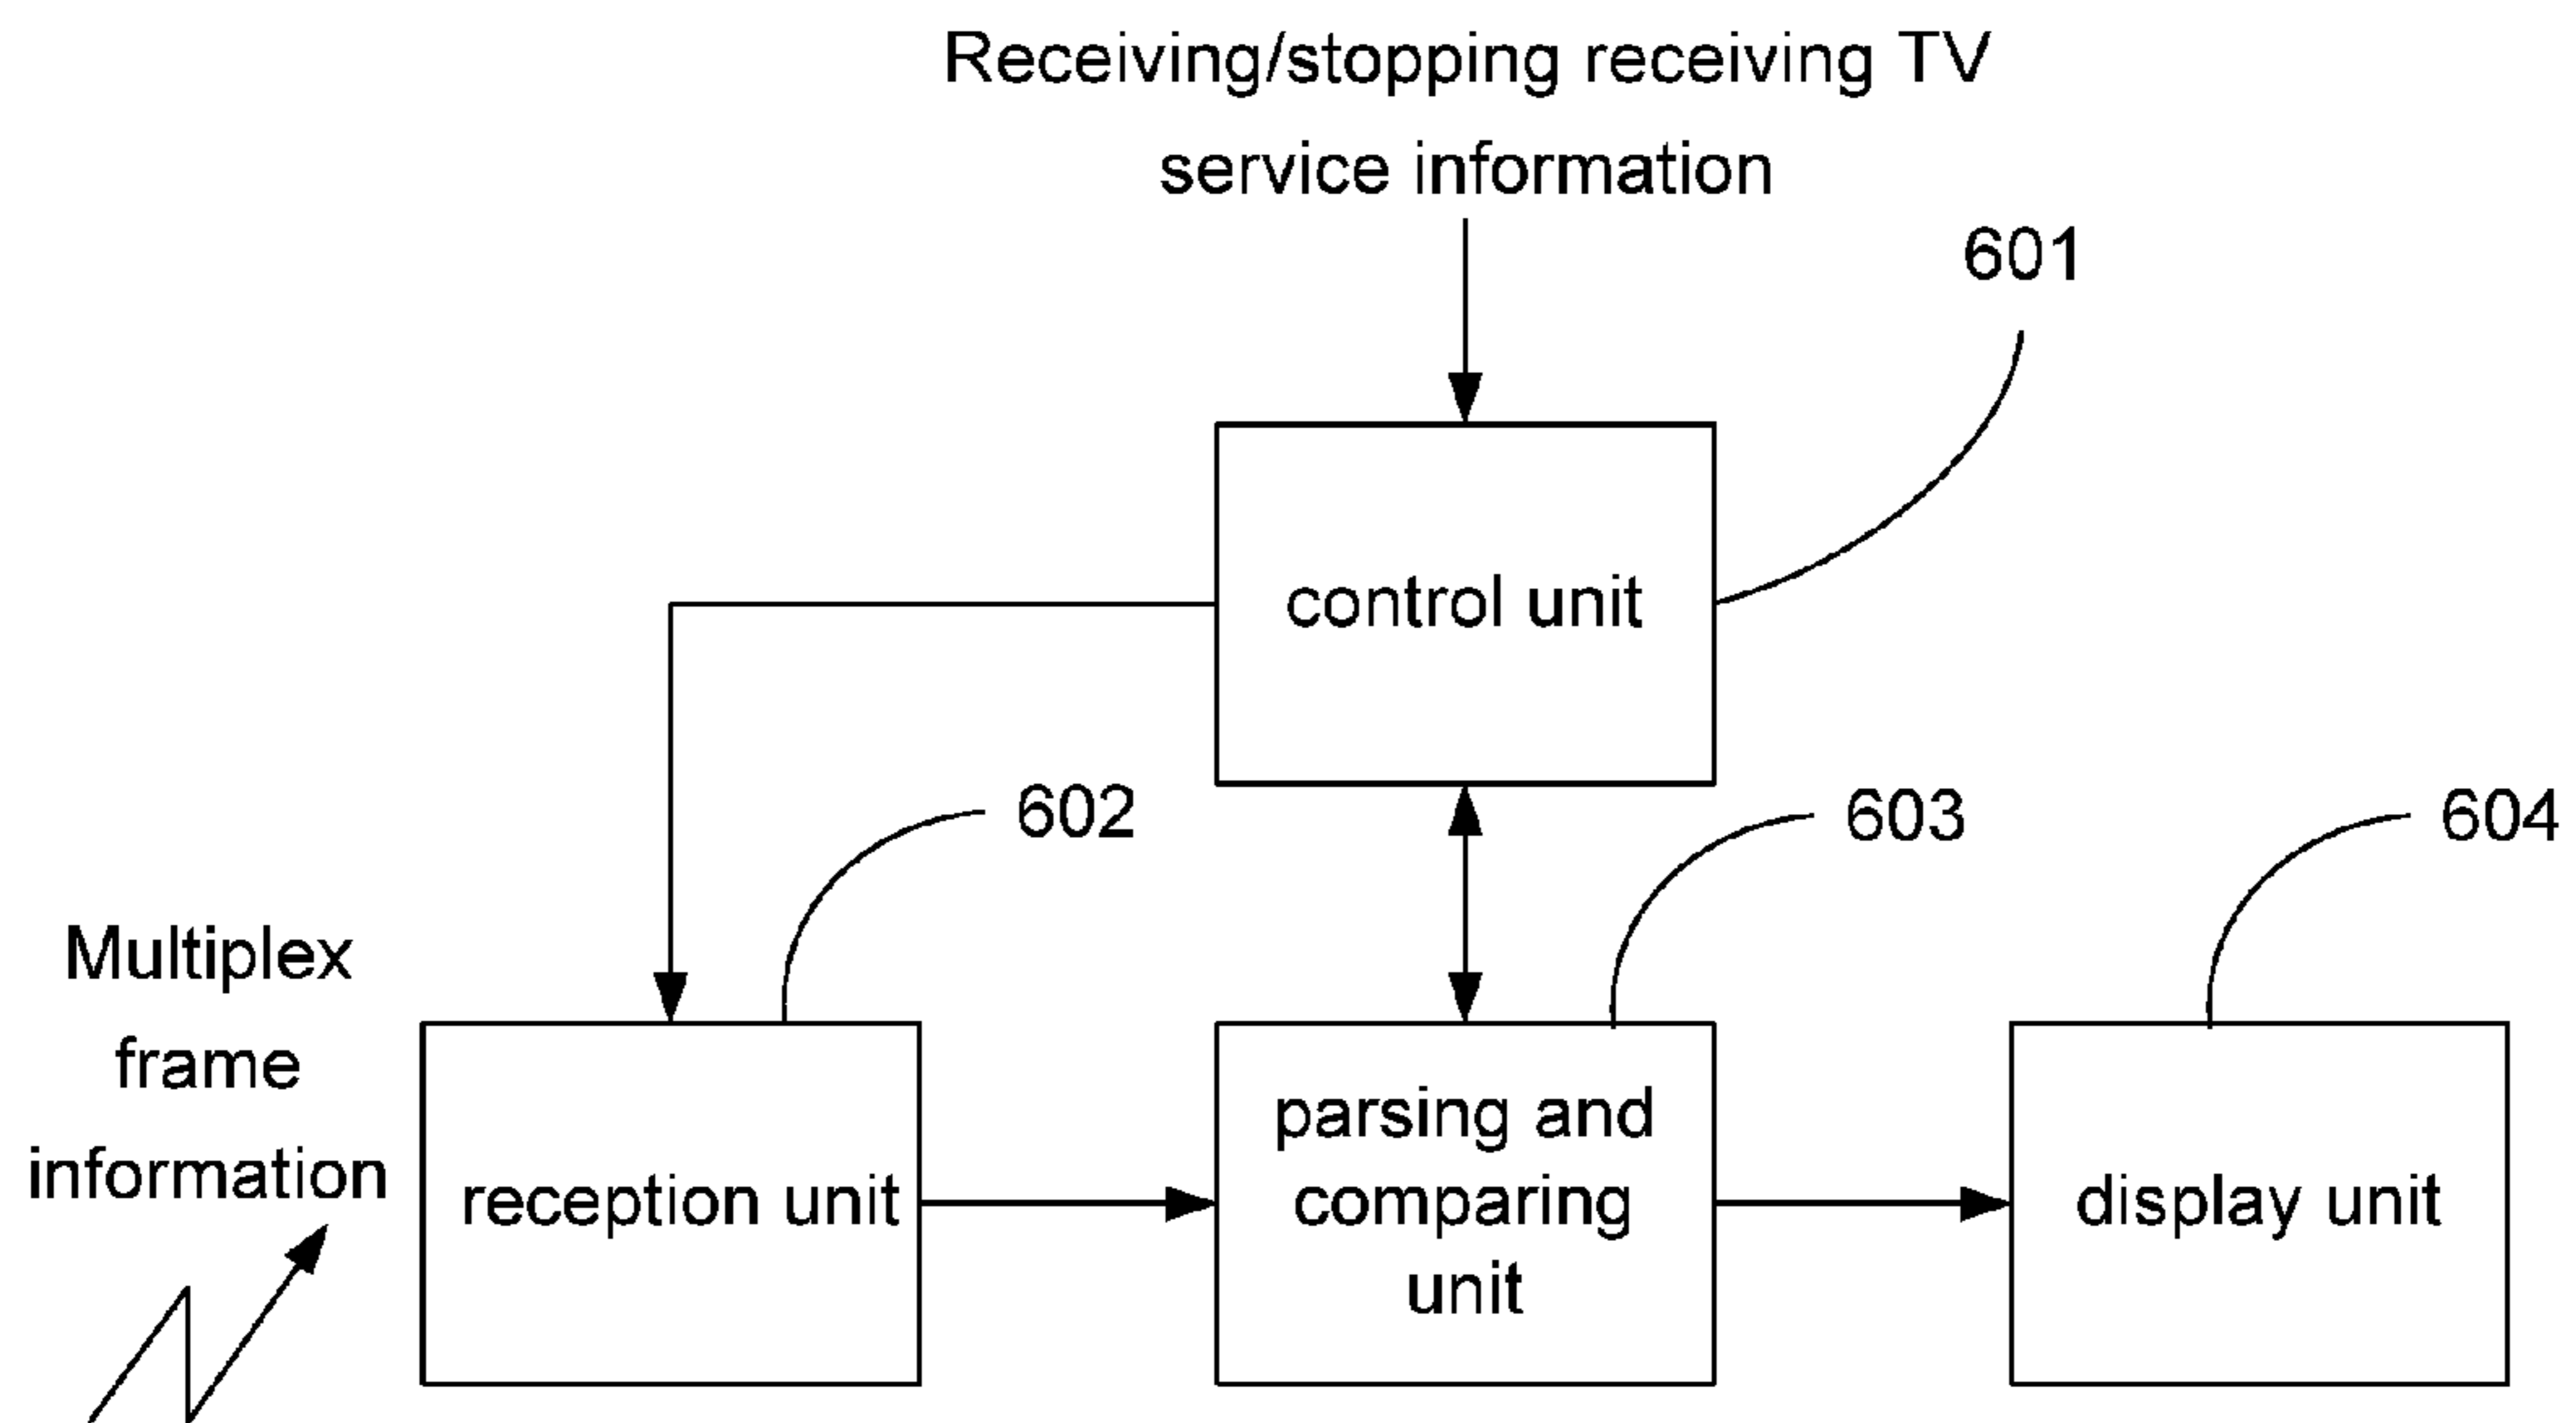 Receiving/stopping receiving TV
service information
601
control unit
602
603
604
Multiplex
frame
information
reception unit
parsing and
comparing
unit
display unit